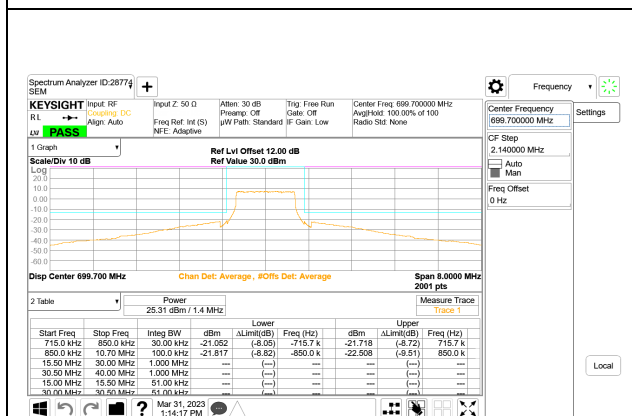 Spectrum Analyzer ID:28774
SEM
+
Frequency
KEYSIGHT
RL
LW PASS
Input: RF
Coupling: DC
Align: Auto
Input Z: 50 Ω
Freq Ref: Int (S)
NFE: Adaptive
Atten: 30 dB
Preamp: Off
µW Path: Standard
Trig: Free Run
Gate: Off
IF Gain: Low
Center Freq: 699.700000 MHz
Avg|Hold: 100.00% of 100
Radio Std: None
Center Frequency
699.700000 MHz
Settings
CF Step
2.140000 MHz
Auto
Man
Freq Offset
0 Hz
1 Graph
Scale/Div 10 dB
Ref Lvl Offset 12.00 dB
Ref Value 30.0 dBm
Log
20.0
10.0
0.00
-10.0
-20.0
-30.0
-40.0
-50.0
-60.0
Disp Center 699.700 MHz
Chan Det: Average, #Offs Det: Average
Span 8.0000 MHz
2001 pts
2 Table
Power
25.31 dBm / 1.4 MHz
Measure Trace
Trace 1
Lower Upper
Start Freq Stop Freq Integ BW dBm ΔLimit(dB) Freq (Hz) dBm ΔLimit(dB) Freq (Hz)
715.0 kHz 850.0 kHz 30.00 kHz -21.052 (-8.05) -715.7 k -21.718 (-8.72) 715.7 k
850.0 kHz 10.70 MHz 100.0 kHz -21.817 (-8.82) -850.0 k -22.508 (-9.51) 850.0 k
15.50 MHz 30.00 MHz 1.000 MHz --- (---) --- --- (---) ---
30.50 MHz 40.00 MHz 1.000 MHz --- (---) --- --- (---) ---
15.00 MHz 15.50 MHz 51.00 kHz --- (---) --- --- (---) ---
30.00 MHz 30.50 MHz 51.00 kHz --- (---) --- --- (---) ---
Local
?
Mar 31, 2023
1:14:17 PM